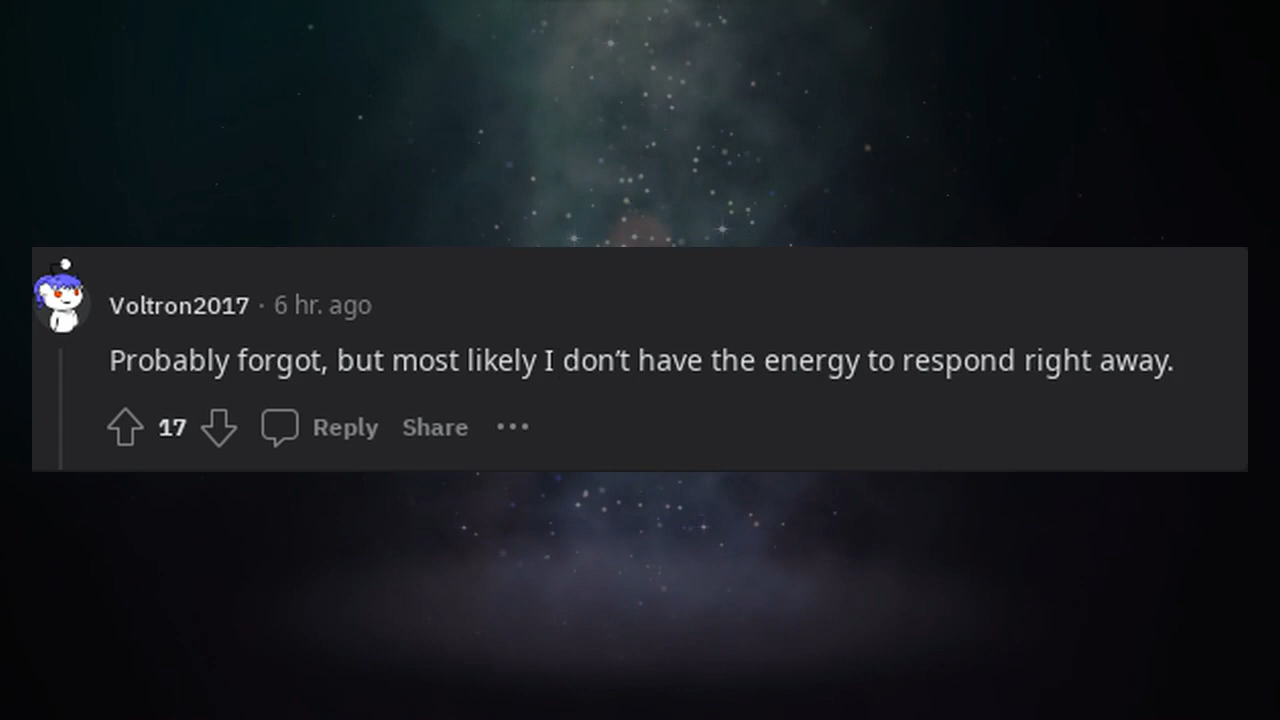 Voltron2017 · 6 hr. ago
Probably forgot, but most likely I don’t have the energy to respond right away.
17 Reply Share ···